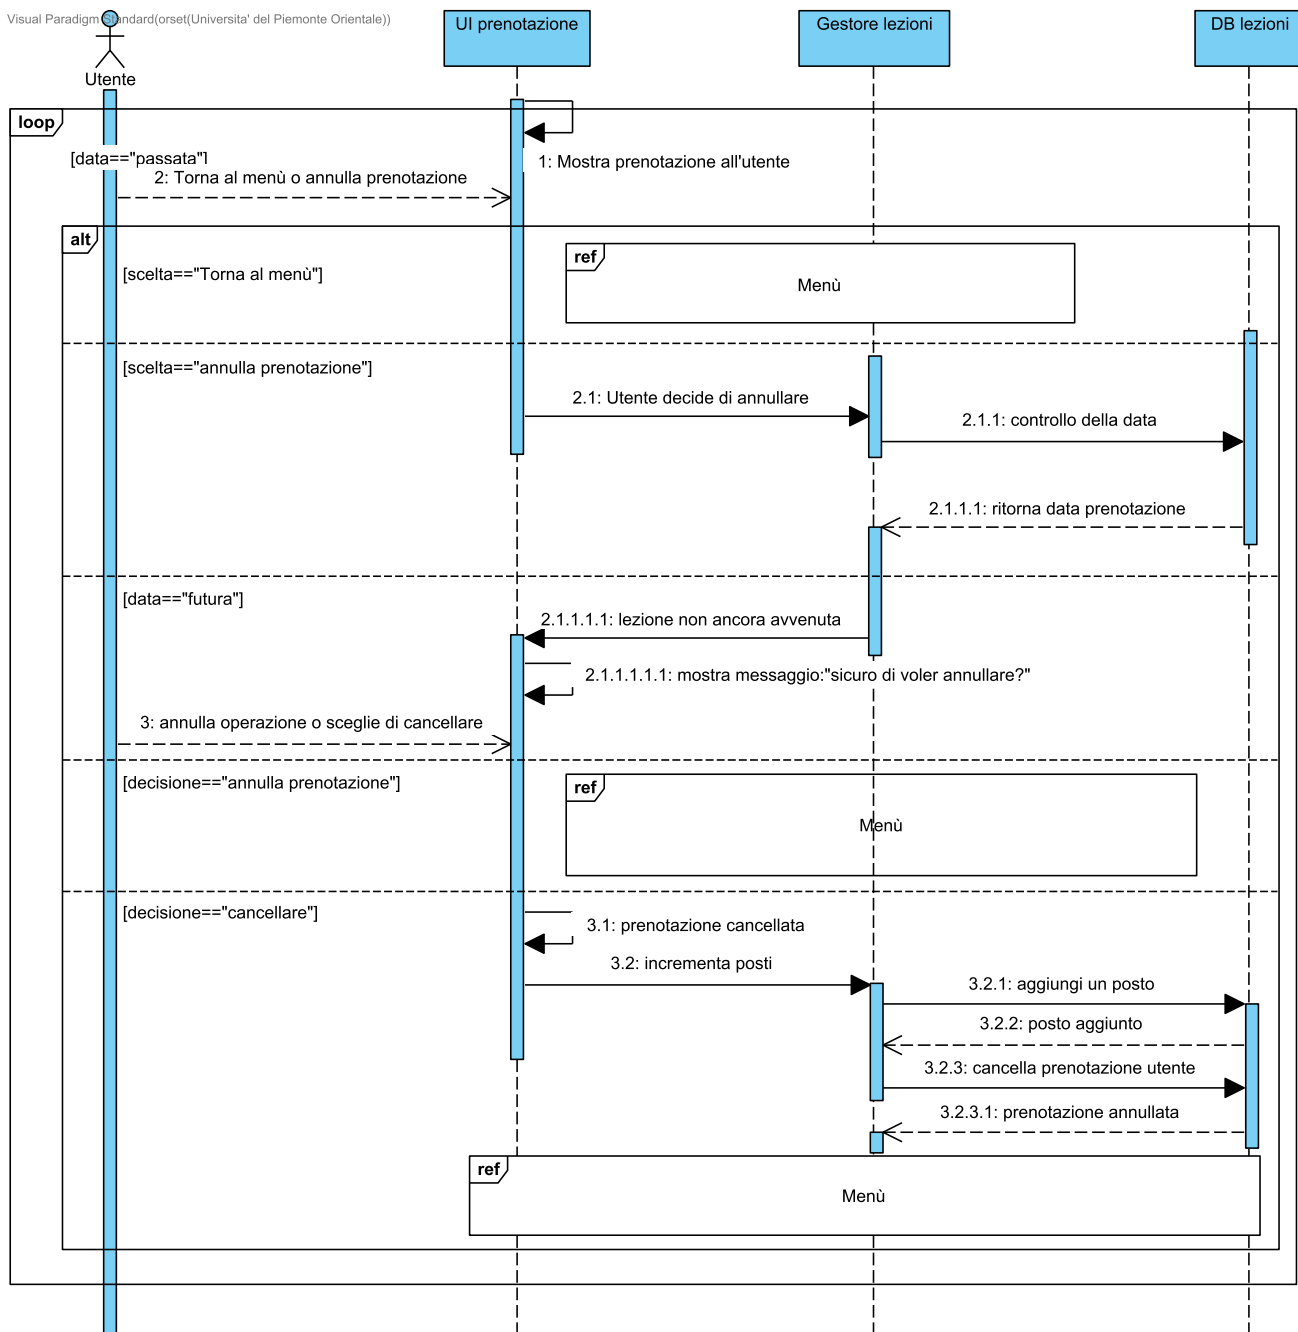 Visual Paradigm Standard(orset(Universita' del Piemonte Orientale))
Utente
UI prenotazione
Gestore lezioni
DB lezioni
loop
[data=="passata"]
1: Mostra prenotazione all'utente
2: Torna al menù o annulla prenotazione
alt
[scelta=="Torna al menù"]
ref
Menù
[scelta=="annulla prenotazione"]
2.1: Utente decide di annullare
2.1.1: controllo della data
2.1.1.1: ritorna data prenotazione
[data=="futura"]
2.1.1.1.1: lezione non ancora avvenuta
2.1.1.1.1.1: mostra messaggio:"sicuro di voler annullare?"
3: annulla operazione o sceglie di cancellare
[decisione=="annulla prenotazione"]
ref
Menù
[decisione=="cancellare"]
3.1: prenotazione cancellata
3.2: incrementa posti
3.2.1: aggiungi un posto
3.2.2: posto aggiunto
3.2.3: cancella prenotazione utente
3.2.3.1: prenotazione annullata
ref
Menù